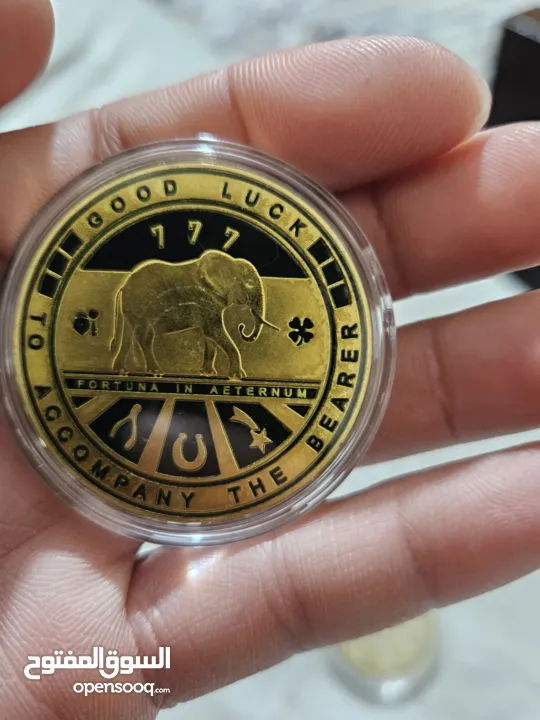 GOOD LUCK
777
FORTUNA IN AETERNUM
TO ACCOMPANY THE BEARER
السوق المفتوح
opensooq.com